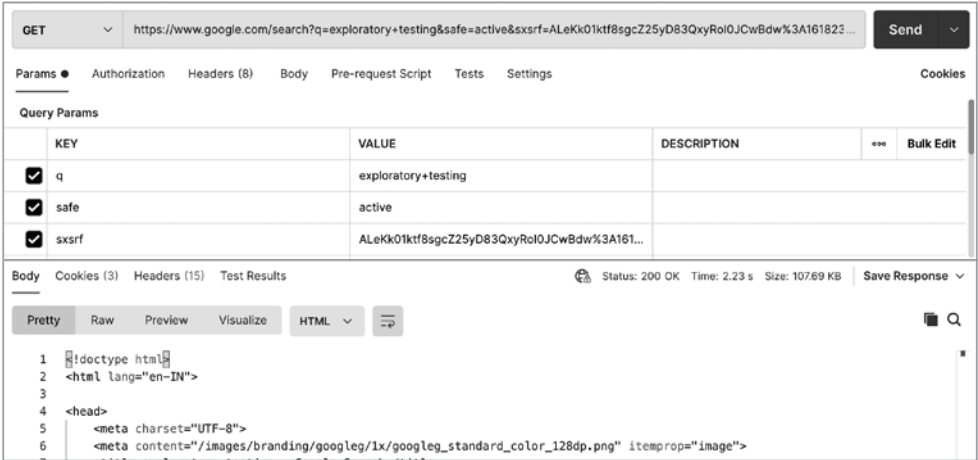 GET https://www.google.com/search?q=exploratory+testing&safe=active&sxsrf=ALeKk01ktf8sgcZ25yD83QxyRol0JCwBdw%3A161823... Send
Params Authorization Headers (8) Body Pre-request Script Tests Settings Cookies
Query Params
KEY VALUE DESCRIPTION ooo Bulk Edit
q exploratory+testing
safe active
sxsrf ALeKk01ktf8sgcZ25yD83QxyRol0JCwBdw%3A161...
Body Cookies (3) Headers (15) Test Results Status: 200 OK Time: 2.23 s Size: 107.69 KB Save Response
Pretty Raw Preview Visualize HTML
1 <!doctype html>
2 <html lang="en-IN">
3
4 <head>
5 <meta charset="UTF-8">
6 <meta content="/images/branding/googleg/1x/googleg_standard_color_128dp.png" itemprop="image">